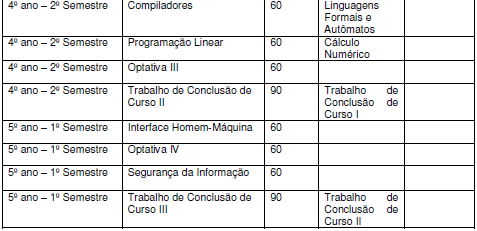 4º ano – 2º Semestre Compiladores 60 Linguagens
Formais e
Autômatos
4º ano – 2º Semestre Programação Linear 60 Cálculo
Numérico
4º ano – 2º Semestre Optativa III 60
4º ano – 2º Semestre Trabalho de Conclusão de 90 Trabalho de
Curso II Conclusão de
Curso I
5º ano – 1º Semestre Interface Homem-Máquina 60
5º ano – 1º Semestre Optativa IV 60
5º ano – 1º Semestre Segurança da Informação 60
5º ano – 1º Semestre Trabalho de Conclusão de 90 Trabalho de
Curso III Conclusão de
Curso II